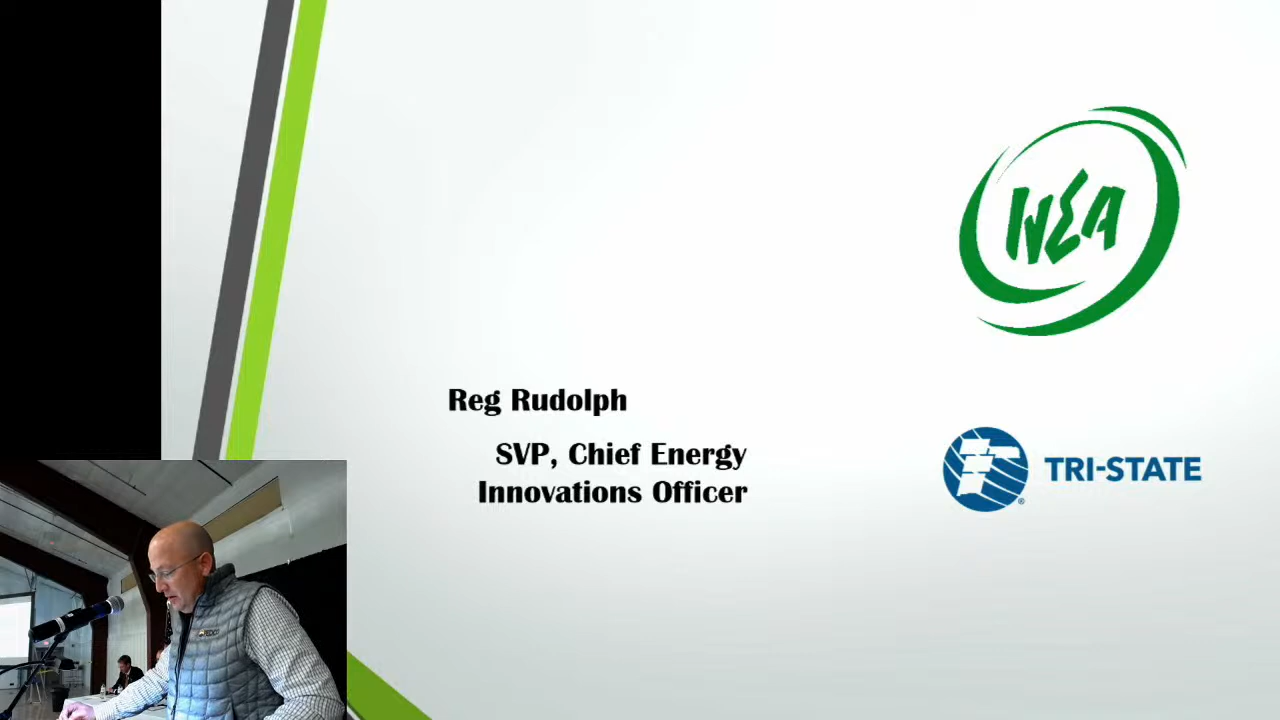 WEA
Reg Rudolph
SVP, Chief Energy
Innovations Officer
TRI-STATE